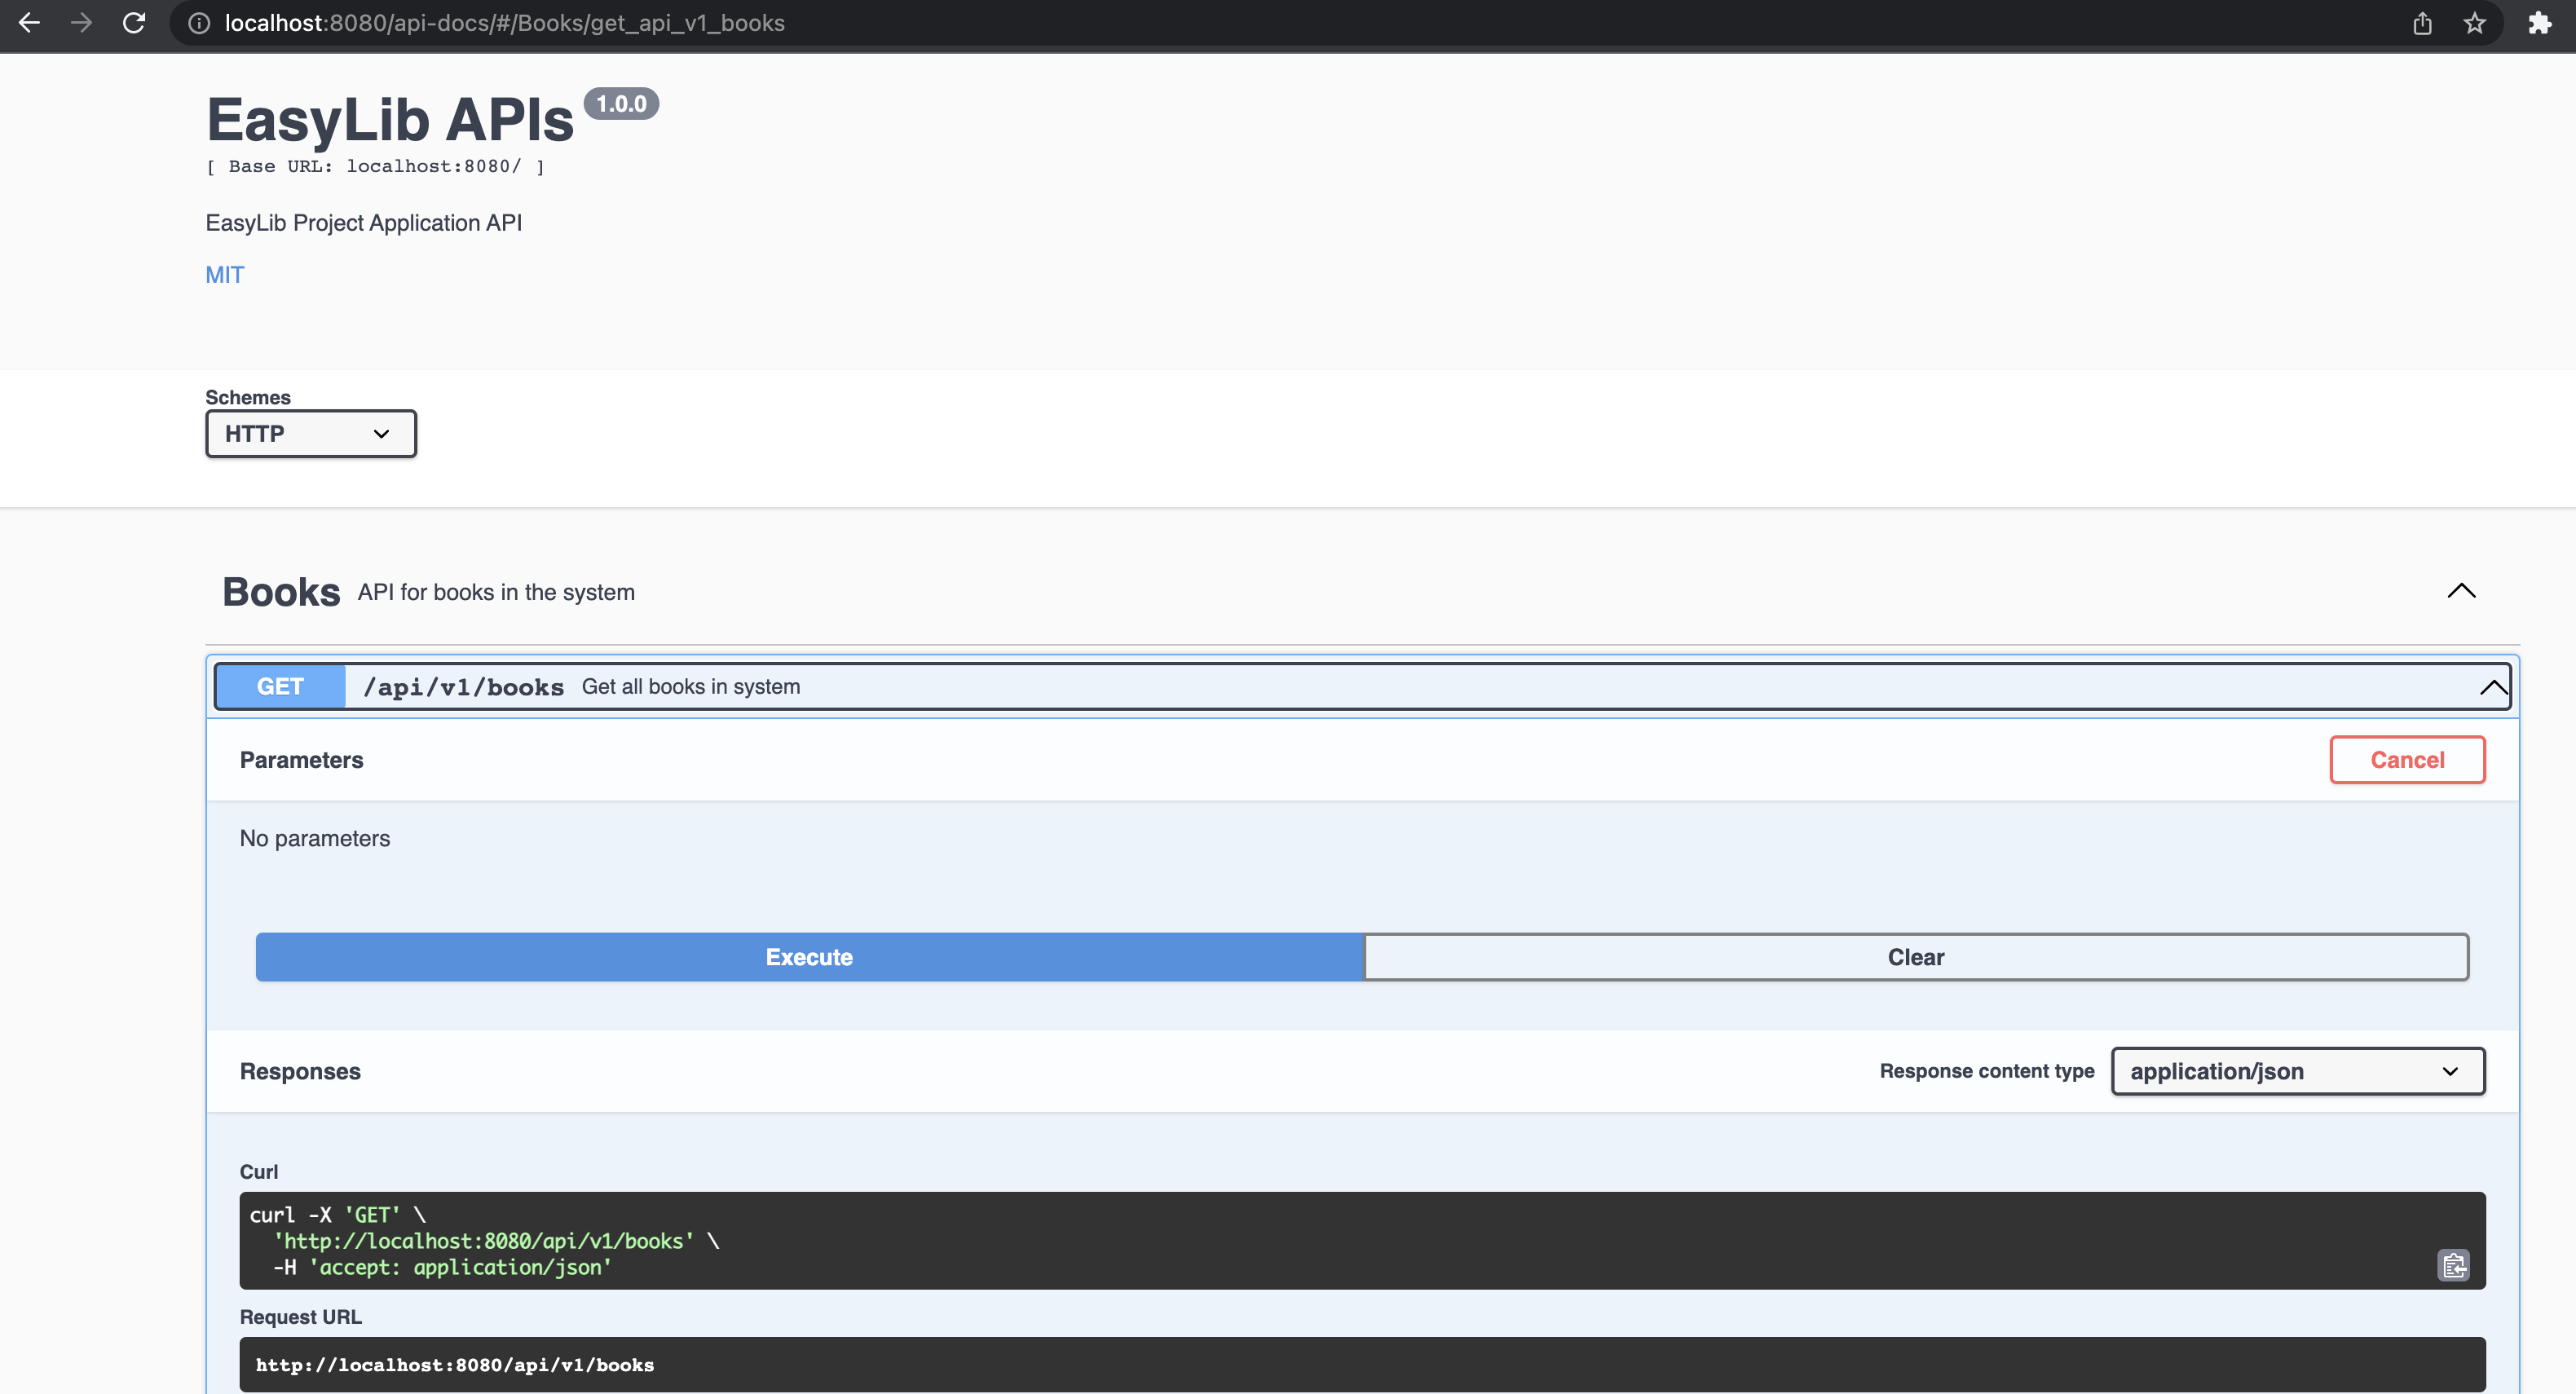 localhost:8080/api-docs/#/Books/get_api_v1_books
EasyLib APIs 1.0.0
[ Base URL: localhost:8080/ ]
EasyLib Project Application API
MIT
Schemes
HTTP
Books API for books in the system
GET /api/v1/books Get all books in system
Parameters Cancel
No parameters
Execute Clear
Responses Response content type application/json
Curl
curl -X 'GET' \
'http://localhost:8080/api/v1/books' \
-H 'accept: application/json'
Request URL
http://localhost:8080/api/v1/books